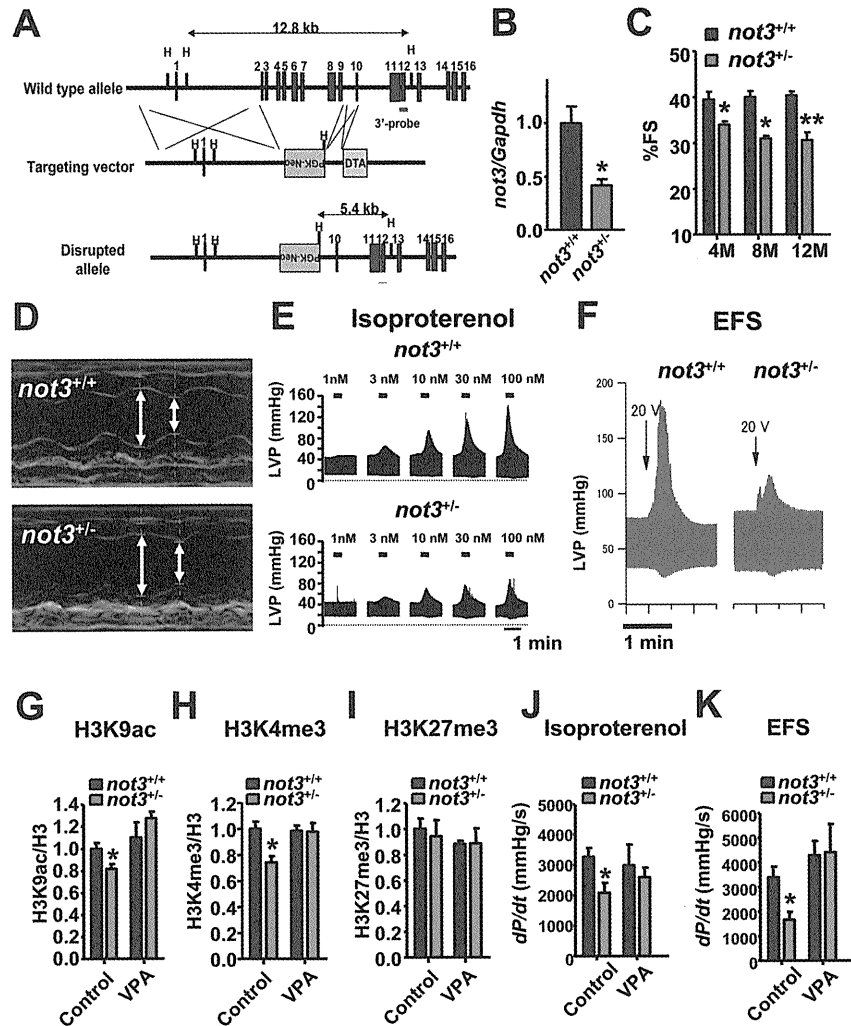 A
12.8 kb
H H H
1 2 3 4 5 6 7 8 9 10 11 12 13 14 15 16
Wild type allele
3'-probe
H 1 H H
Targeting vector
PGK-Neo DTA
5.4 kb
H 1 H H H
10 11 12 13 14 15 16
Disrupted
allele
PGK-Neo
B
not3/Gapdh
1.0
0.5
0.0
*
not3+/+
not3+/-
C
not3+/+
not3+/-
%FS
50
40
30
20
10
* * **
4M 8M 12M
D
not3+/+
not3+/-
E
Isoproterenol
not3+/+
1nM 3 nM 10 nM 30 nM 100 nM
LVP (mmHg)
160
120
80
40
0
not3+/-
1nM 3 nM 10 nM 30 nM 100 nM
LVP (mmHg)
160
120
80
40
0
1 min
F
EFS
not3+/+ not3+/-
20 V 20 V
LVP (mmHg)
200
150
100
50
0
1 min
G
H3K9ac
not3+/+
not3+/-
H3K9ac/H3
1.4
1.2
1.0
0.8
0.6
0.4
0.2
0.0
*
Control VPA
H
H3K4me3
not3+/+
not3+/-
H3K4me3/H3
1.2
1.0
0.8
0.6
0.4
0.2
0.0
*
Control VPA
I
H3K27me3
not3+/+
not3+/-
H3K27me3/H3
1.2
1.0
0.8
0.6
0.4
0.2
0.0
Control VPA
J
Isoproterenol
not3+/+
not3+/-
dP/dt (mmHg/s)
5000
4000
3000
2000
1000
0
*
Control VPA
K
EFS
not3+/+
not3+/-
dP/dt (mmHg/s)
6000
5000
4000
3000
2000
1000
0
*
Control VPA